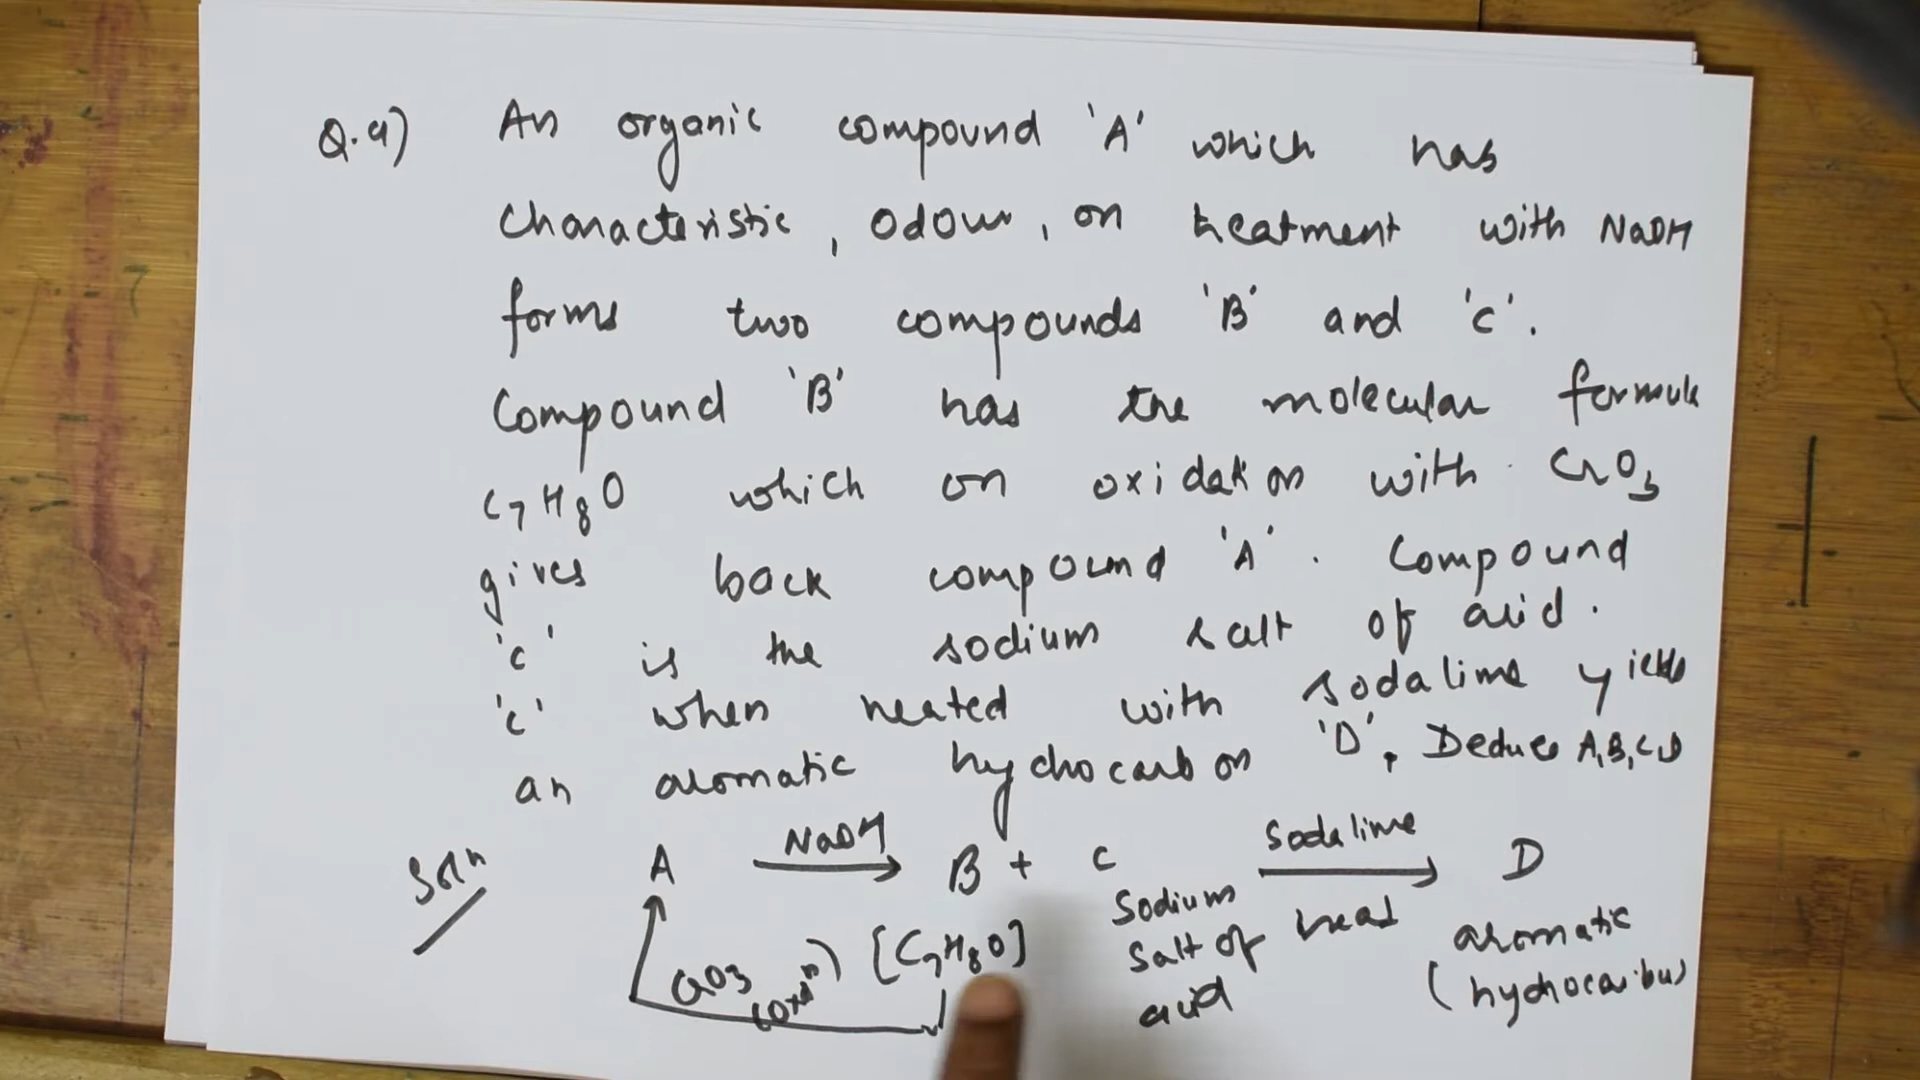 Q.4) An organic compound 'A' which has
characteristic, odour, on treatment with NaOH
forms two compounds 'B' and 'C'.
Compound 'B' has the molecular formula
C7H8O which on oxidation with CrO3
gives back compound 'A'. Compound
'C' is the sodium salt of acid.
'C' when heated with sodalime yields
an aromatic hydrocarbon 'D'. Deduce A, B, C, D
Soln A NaOH B + C Sodalime D
[C7H8O] Sodium heat aromatic
CrO3 (oxdn) Salt of (hydrocarbon)
acid